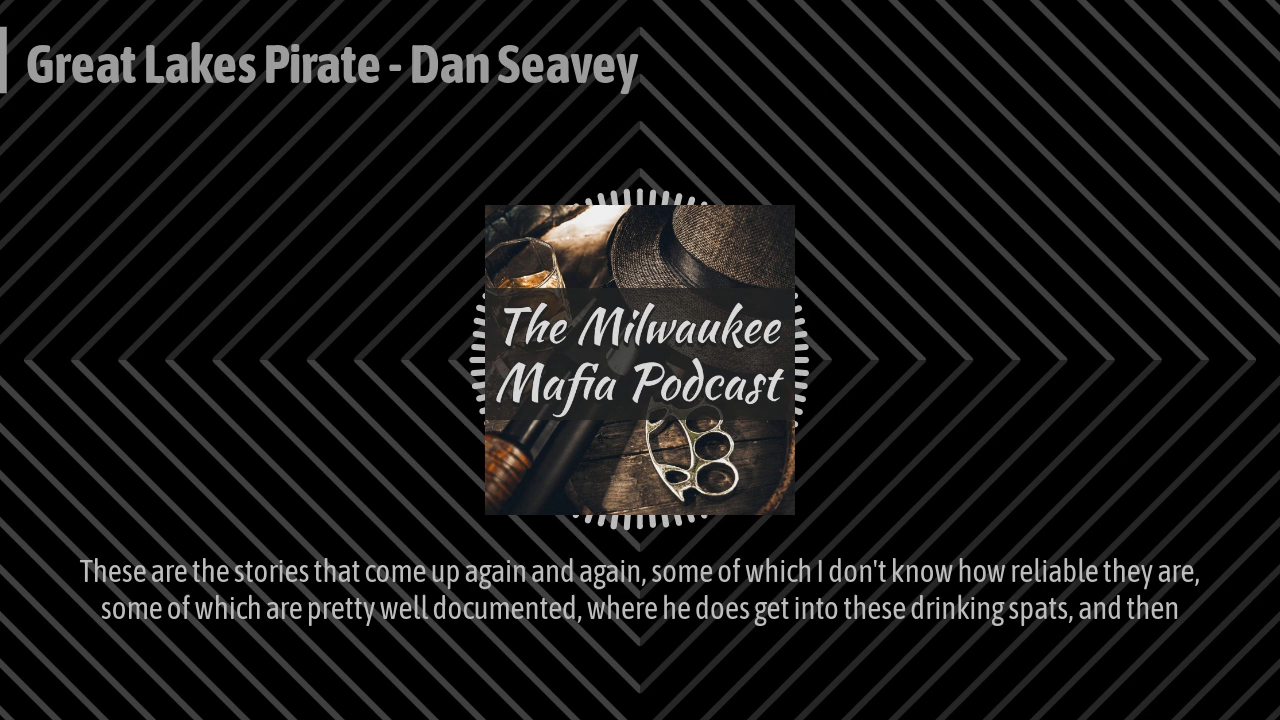 Great Lakes Pirate - Dan Seavey
The Milwaukee
Mafia Podcast
These are the stories that come up again and again, some of which I don't know how reliable they are,
some of which are pretty well documented, where he does get into these drinking spats, and then